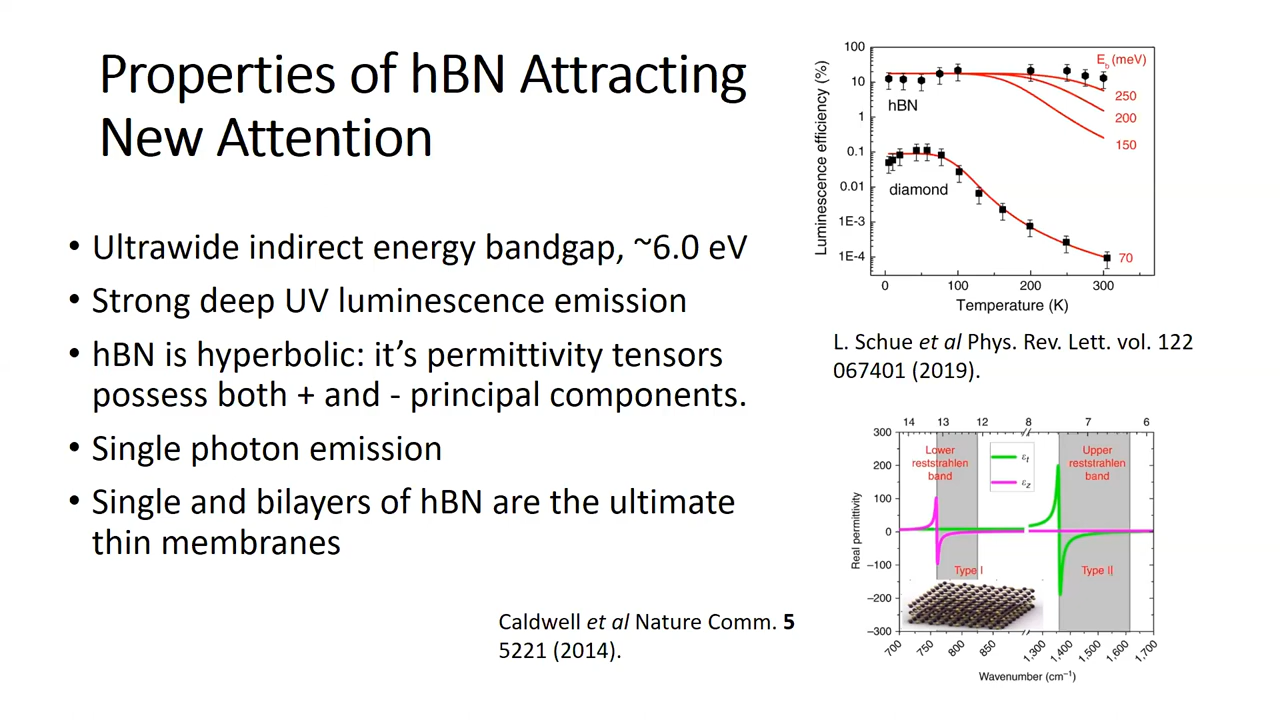 Properties of hBN Attracting
New Attention
• Ultrawide indirect energy bandgap, ~6.0 eV
• Strong deep UV luminescence emission
• hBN is hyperbolic: it’s permittivity tensors
possess both + and - principal components.
• Single photon emission
• Single and bilayers of hBN are the ultimate
thin membranes
Caldwell et al Nature Comm. 5
5221 (2014).
Luminescence efficiency (%)
100
10
1
0.1
0.01
1E-3
1E-4
hBN
diamond
Eb (meV)
250
200
150
70
0 100 200 300
Temperature (K)
L. Schue et al Phys. Rev. Lett. vol. 122
067401 (2019).
14 13 12 8 7 6
Real permittivity
300
200
100
0
−100
−200
−300
Lower
reststrahlen
band
εt
εz
Upper
reststrahlen
band
Type I
Type II
700 750 800 850 1,300 1,400 1,500 1,600 1,700
Wavenumber (cm−1)